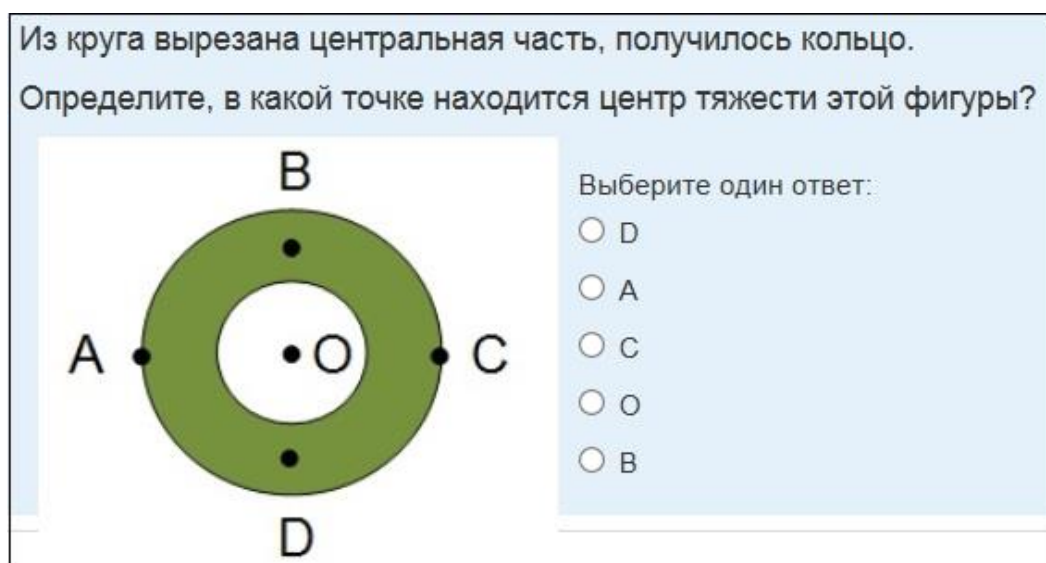 Из круга вырезана центральная часть, получилось кольцо.
Определите, в какой точке находится центр тяжести этой фигуры?
B
A
O
C
D
Выберите один ответ:
D
A
C
O
B